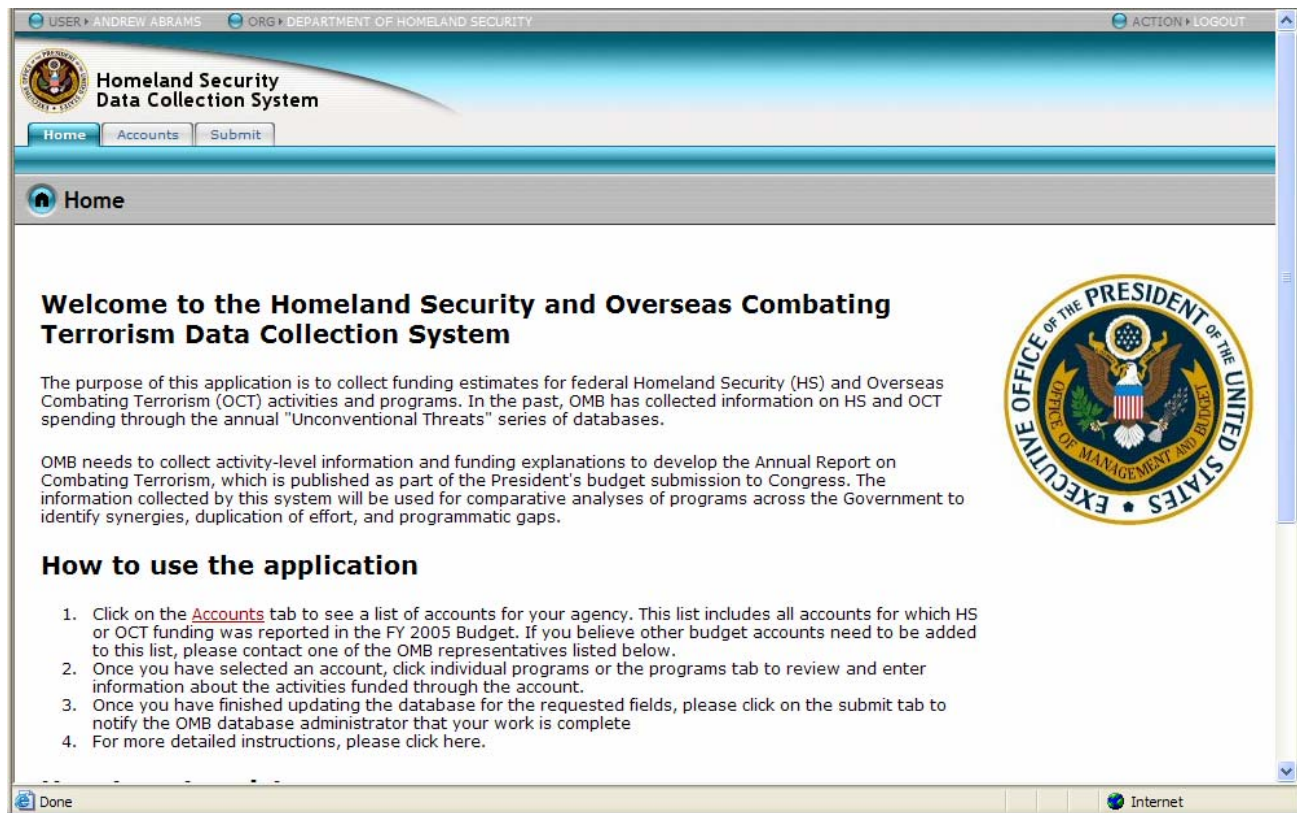 USER ▸ ANDREW ABRAMS ORG ▸ DEPARTMENT OF HOMELAND SECURITY ACTION ▸ LOGOUT
Homeland Security
Data Collection System
Home Accounts Submit
Home
Welcome to the Homeland Security and Overseas Combating
Terrorism Data Collection System
The purpose of this application is to collect funding estimates for federal Homeland Security (HS) and Overseas
Combating Terrorism (OCT) activities and programs. In the past, OMB has collected information on HS and OCT
spending through the annual "Unconventional Threats" series of databases.
OMB needs to collect activity-level information and funding explanations to develop the Annual Report on
Combating Terrorism, which is published as part of the President's budget submission to Congress. The
information collected by this system will be used for comparative analyses of programs across the Government to
identify synergies, duplication of effort, and programmatic gaps.
EXECUTIVE OFFICE OF THE PRESIDENT OF THE UNITED STATES
OFFICE OF MANAGEMENT AND BUDGET
How to use the application
1. Click on the Accounts tab to see a list of accounts for your agency. This list includes all accounts for which HS
or OCT funding was reported in the FY 2005 Budget. If you believe other budget accounts need to be added
to this list, please contact one of the OMB representatives listed below.
2. Once you have selected an account, click individual programs or the programs tab to review and enter
information about the activities funded through the account.
3. Once you have finished updating the database for the requested fields, please click on the submit tab to
notify the OMB database administrator that your work is complete
4. For more detailed instructions, please click here.
Done Internet